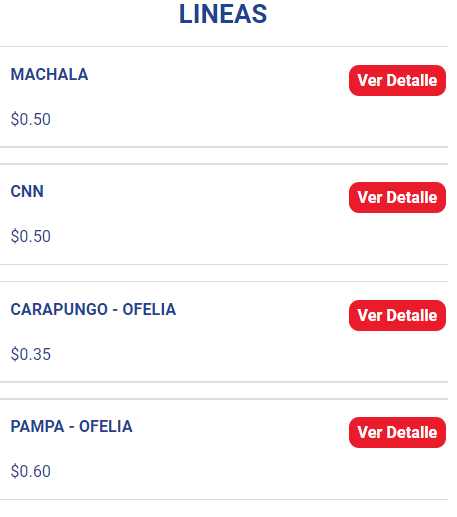 LINEAS
MACHALA
Ver Detalle
$0.50
CNN
Ver Detalle
$0.50
CARAPUNGO - OFELIA
Ver Detalle
$0.35
PAMPA - OFELIA
Ver Detalle
$0.60